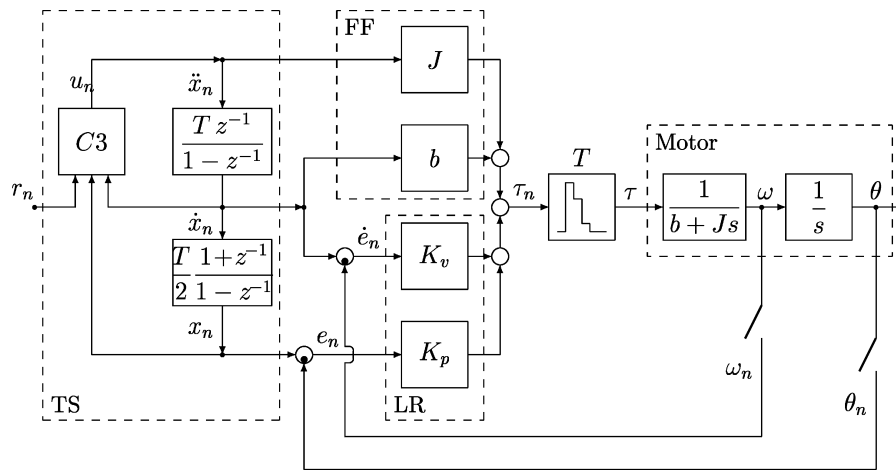 FF
J
u_n
ẍ_n
C3
T z^{-1}
1 − z^{-1}
b
T
Motor
r_n
τ_n
τ
1
b + Js
ω
1
s
θ
ẋ_n
ė_n
T
2
1+z^{-1}
1 − z^{-1}
K_v
x_n
e_n
K_p
ω_n
θ_n
TS
LR